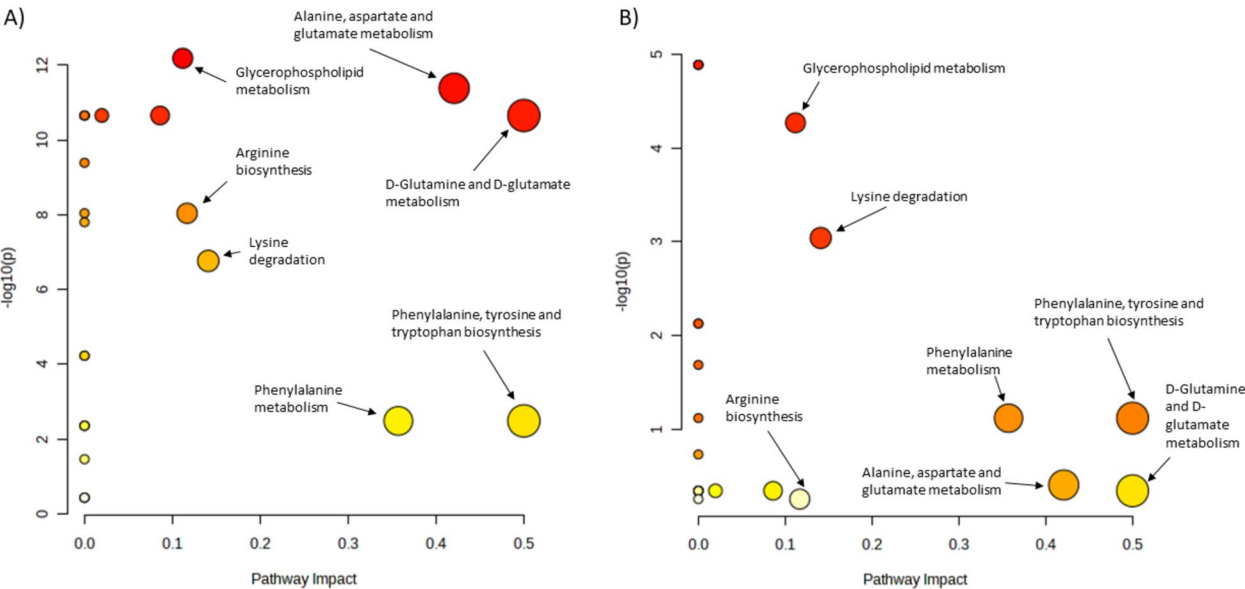 A)
Alanine, aspartate and
glutamate metabolism
Glycerophospholipid
metabolism
Arginine
biosynthesis
D-Glutamine and D-glutamate
metabolism
Lysine
degradation
Phenylalanine, tyrosine and
tryptophan biosynthesis
Phenylalanine
metabolism
-log10(p)
12
10
8
6
4
2
0
0.0 0.1 0.2 0.3 0.4 0.5
Pathway Impact
B)
Glycerophospholipid metabolism
Lysine degradation
Phenylalanine, tyrosine and
tryptophan biosynthesis
Phenylalanine
metabolism
D-Glutamine
and D-
glutamate
metabolism
Arginine
biosynthesis
Alanine, aspartate and
glutamate metabolism
-log10(p)
5
4
3
2
1
0.0 0.1 0.2 0.3 0.4 0.5
Pathway Impact